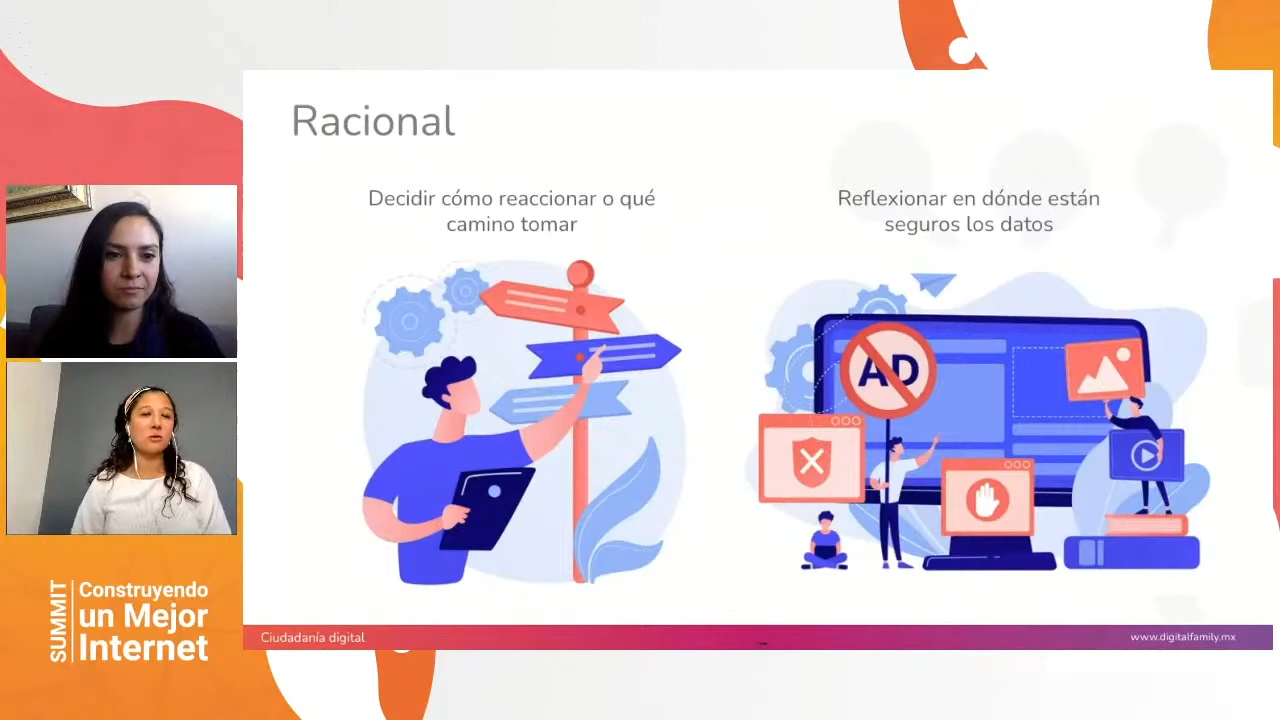 Racional
Decidir cómo reaccionar o qué
camino tomar
Reflexionar en dónde están
seguros los datos
AD
SUMMIT
Construyendo
un Mejor
Internet
Ciudadanía digital
www.digitalfamily.mx